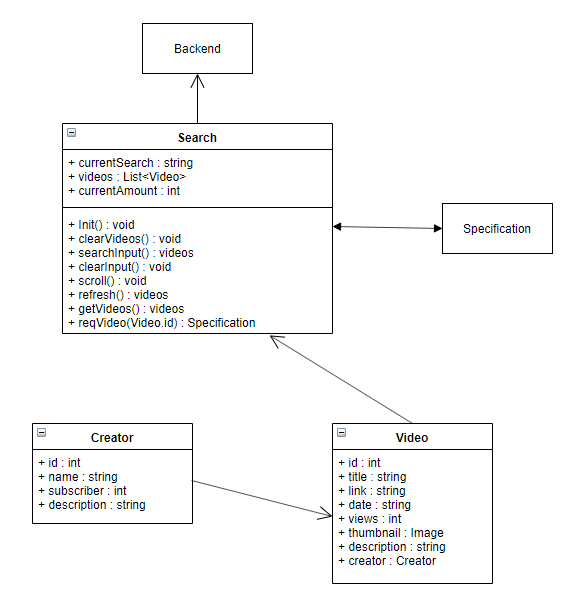 Backend
Search
+ currentSearch : string
+ videos : List<Video>
+ currentAmount : int
+ Init() : void
+ clearVideos() : void
+ searchInput() : videos
+ clearInput() : void
+ scroll() : void
+ refresh() : videos
+ getVideos() : videos
+ reqVideo(Video.id) : Specification
Specification
Creator
+ id : int
+ name : string
+ subscriber : int
+ description : string
Video
+ id : int
+ title : string
+ link : string
+ date : string
+ views : int
+ thumbnail : Image
+ description : string
+ creator : Creator